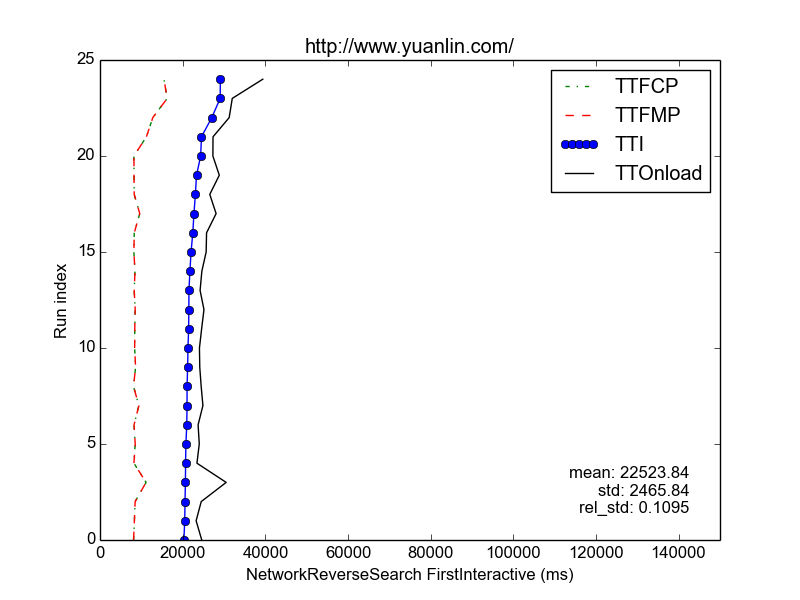 http://www.yuanlin.com/
25
20
15
10
5
0
Run index
TTFCP
TTFMP
TTI
TTOnload
mean: 22523.84
std: 2465.84
rel_std: 0.1095
0 20000 40000 60000 80000 100000 120000 140000
NetworkReverseSearch FirstInteractive (ms)